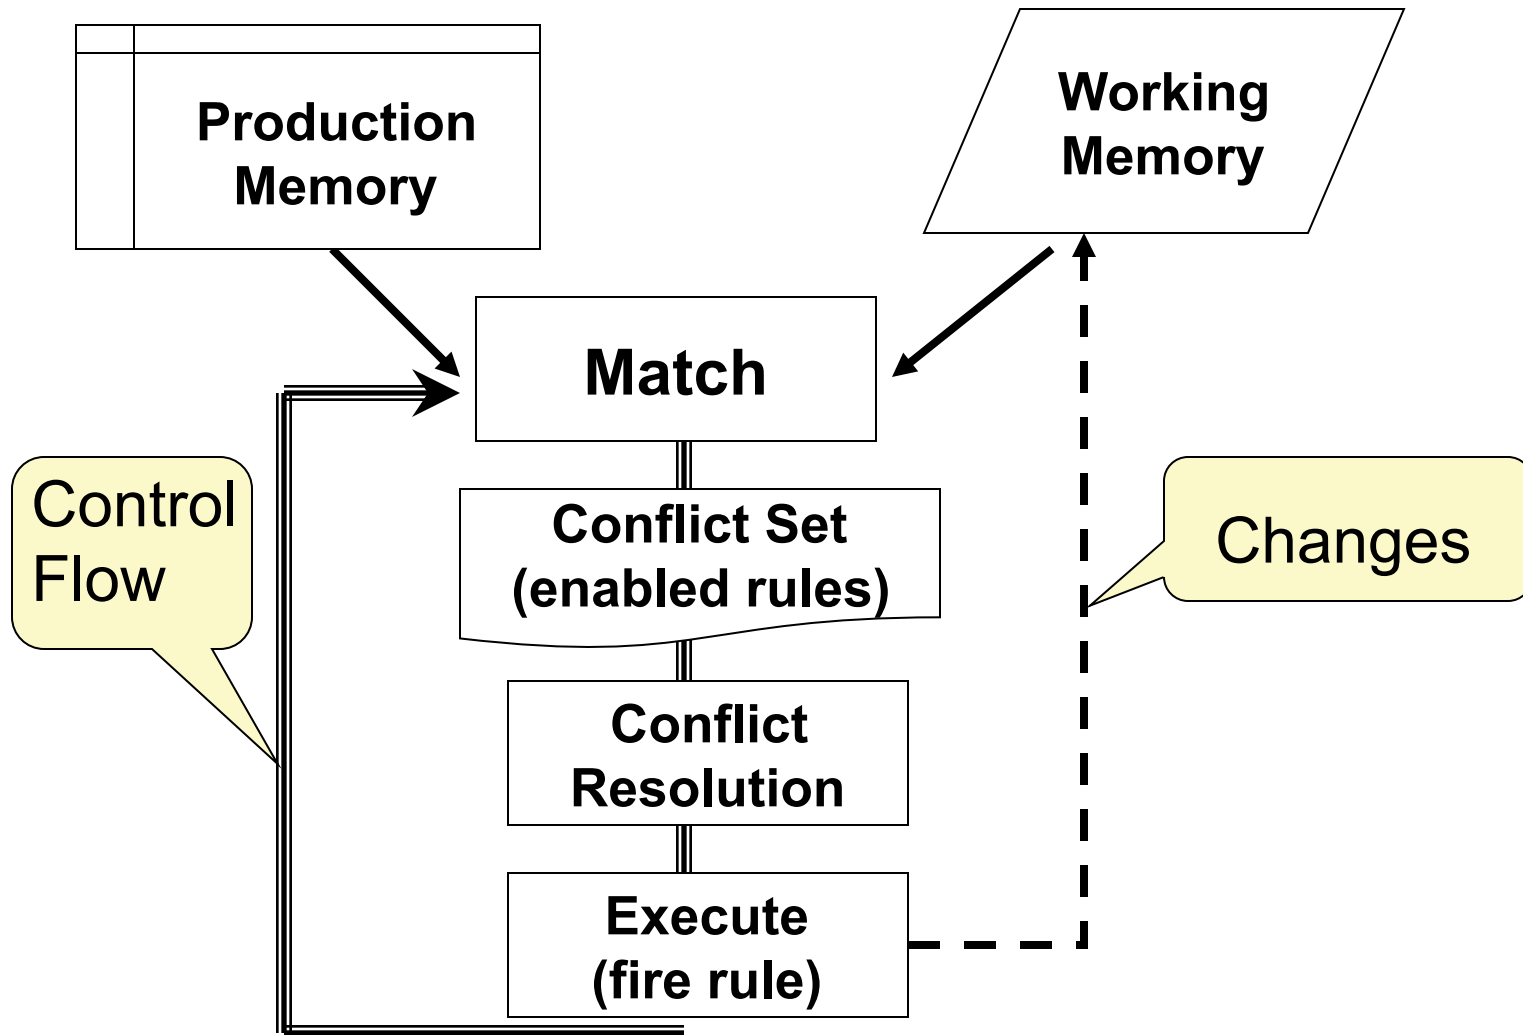 Production
Memory
Working
Memory
Match
Control
Flow
Conflict Set
(enabled rules)
Changes
Conflict
Resolution
Execute
(fire rule)